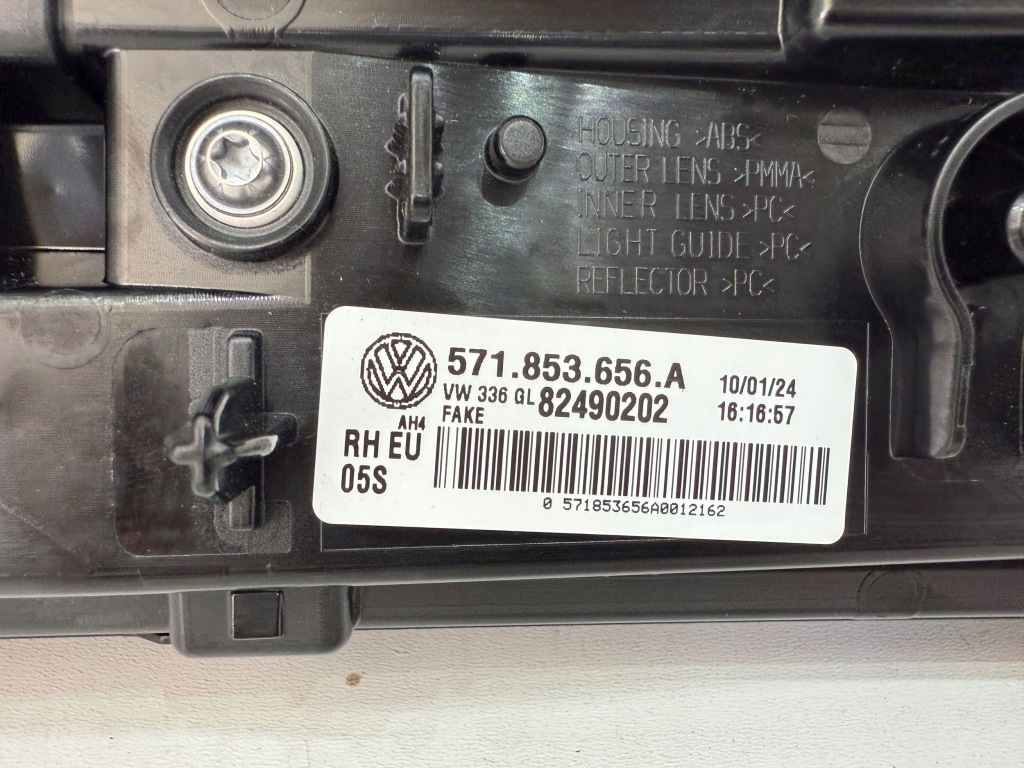 HOUSING >ABS<
OUTER LENS >PMMA<
INNER LENS >PC<
LIGHT GUIDE >PC<
REFLECTOR >PC<
571.853.656.A
10/01/24
VW 336 GL 82490202
16:16:57
AH4 FAKE
RH EU
05S
0 571853656A0012162